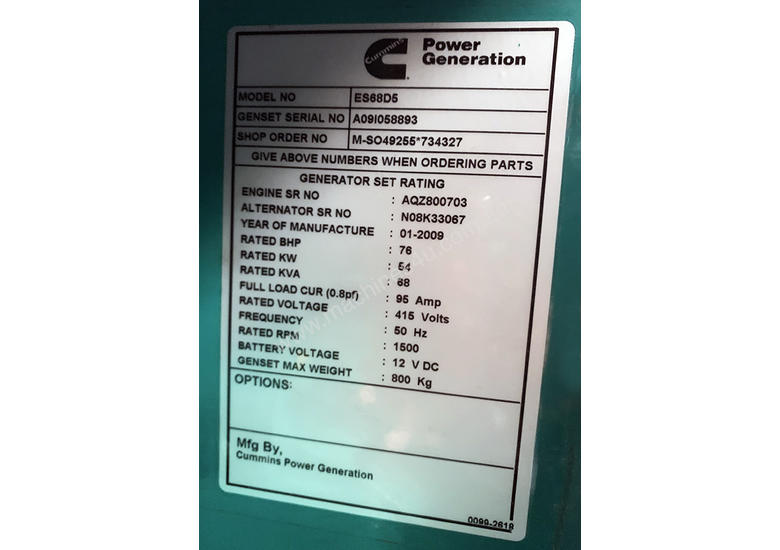 Cummins
Power
Generation
MODEL NO ES68D5
GENSET SERIAL NO A09I058893
SHOP ORDER NO M-SO49255*734327
GIVE ABOVE NUMBERS WHEN ORDERING PARTS
GENERATOR SET RATING
ENGINE SR NO : AQZ800703
ALTERNATOR SR NO : N08K33067
YEAR OF MANUFACTURE : 01-2009
RATED BHP : 76
RATED KW : 54
RATED KVA : 68
FULL LOAD CUR (0.8pf) : 95 Amp
RATED VOLTAGE : 415 Volts
FREQUENCY : 50 Hz
RATED RPM : 1500
BATTERY VOLTAGE : 12 V DC
GENSET MAX WEIGHT : 800 Kg
OPTIONS:
Mfg By,
Cummins Power Generation
0099-2618